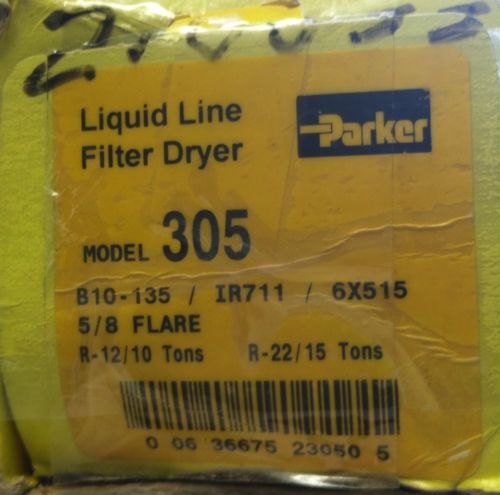 Liquid Line
Filter Dryer
Parker
MODEL 305
B10-135 / IR711 / 6X515
5/8 FLARE
R-12/10 Tons R-22/15 Tons
0 06 36675 23050 5